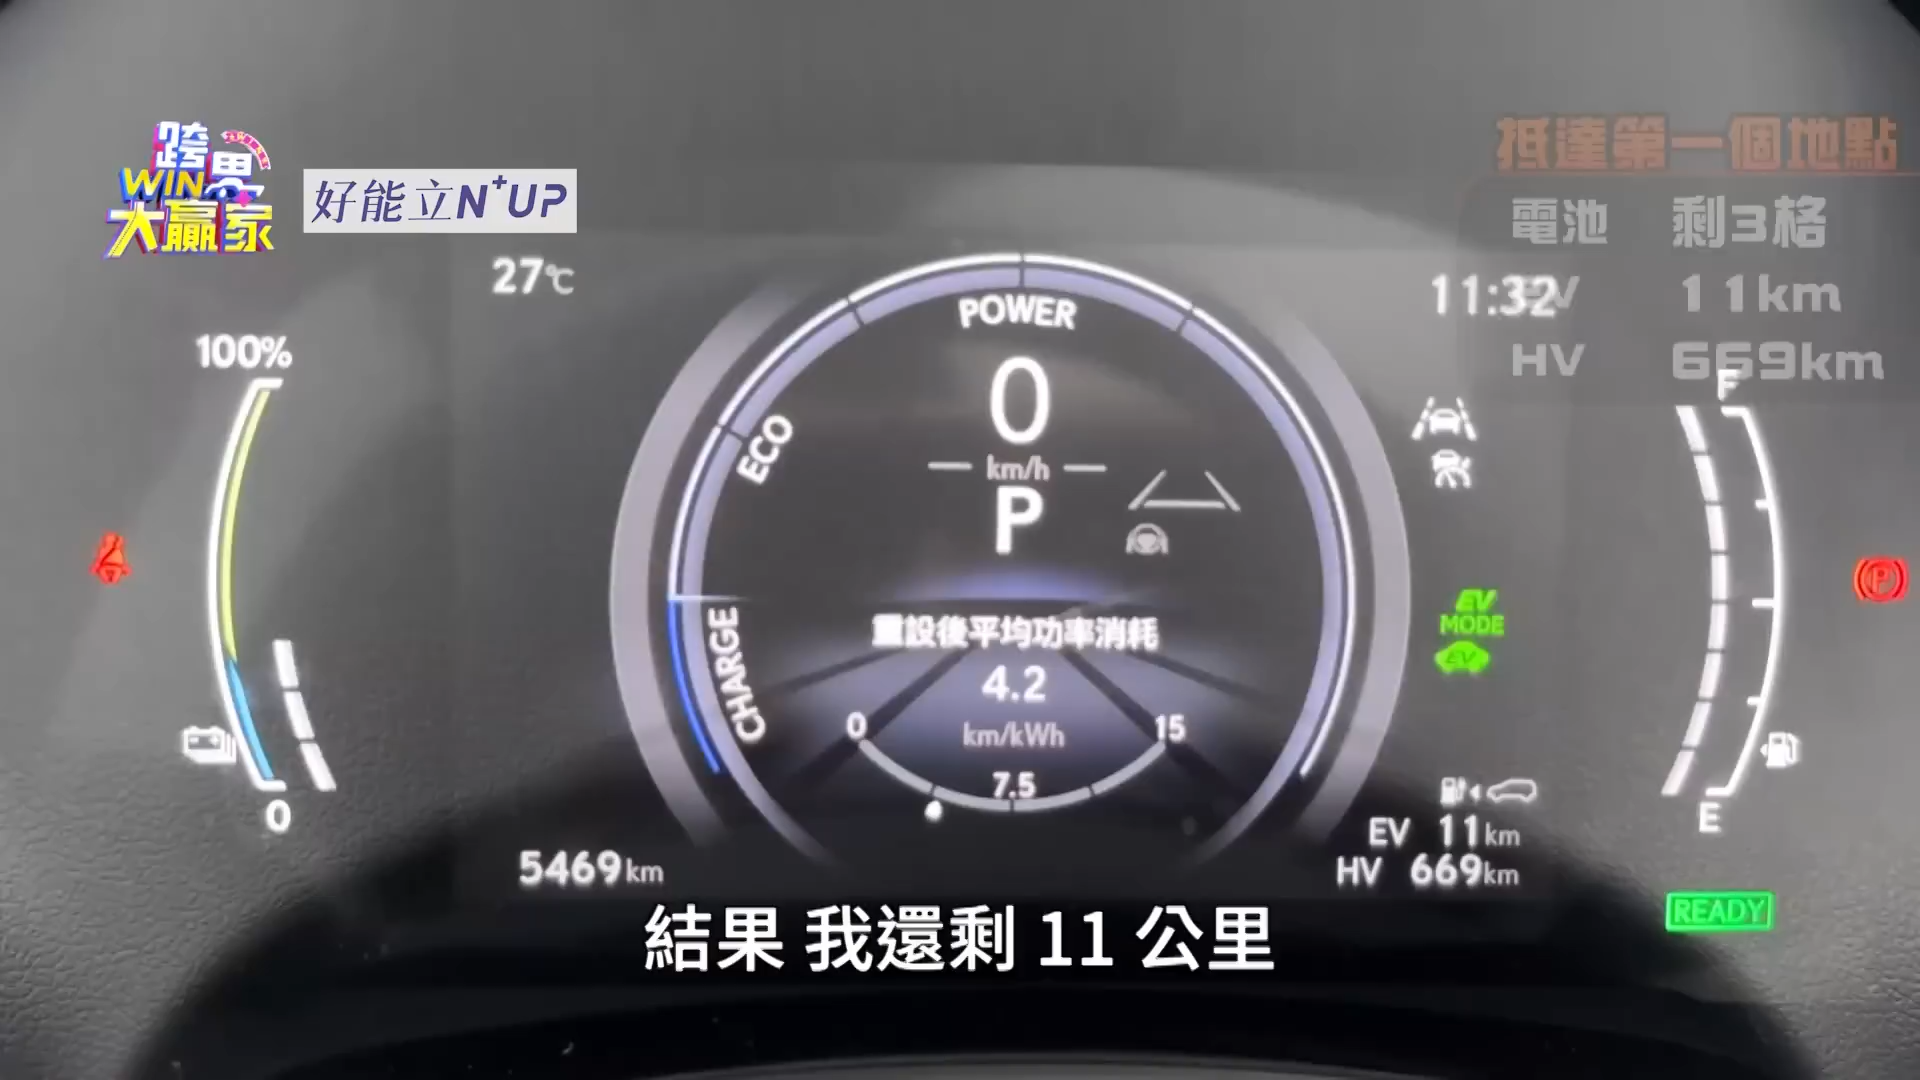 跨界
WIN
大贏家
好能立N+UP
抵達第一個地點
電池 剩3格
EV 11km
HV 669km
27℃
11:32
100%
0
POWER
ECO
CHARGE
0
km/h
P
重設後平均功率消耗
4.2
km/kWh
0
15
7.5
EV
MODE
EV
F
E
P
EV 11km
HV 669km
5469km
READY
結果 我還剩 11 公里